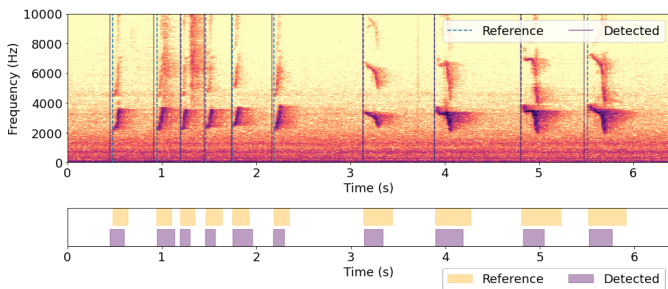 10000
8000
6000
4000
2000
0
Frequency (Hz)
Reference Detected
0 1 2 3 4 5 6
Time (s)
0 1 2 3 4 5 6
Time (s)
Reference Detected